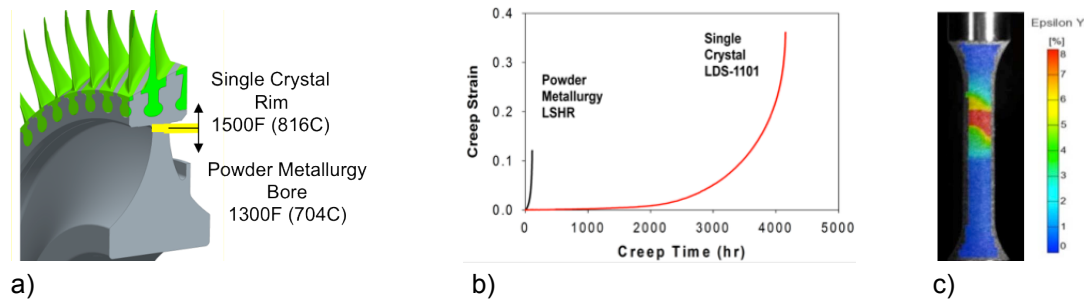 Single Crystal
Rim
1500F (816C)
Powder Metallurgy
Bore
1300F (704C)
a)
Creep Strain
0.4
0.3
0.2
0.1
0.0
Powder
Metallurgy
LSHR
Single
Crystal
LDS-1101
0
1000
2000
3000
4000
5000
Creep Time (hr)
b)
Epsilon Y
[%]
8
7
6
5
4
3
2
1
0
c)